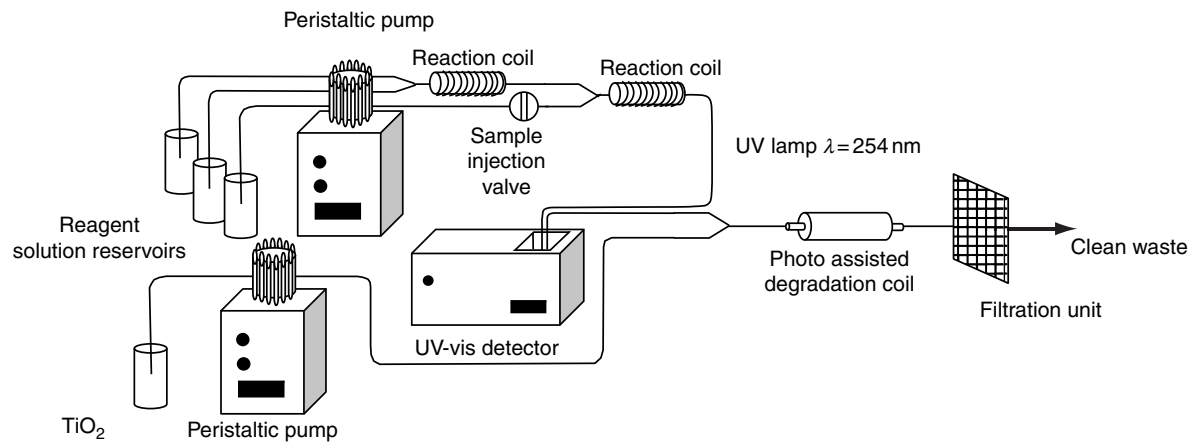 Peristaltic pump
Reaction coil
Reaction coil
Sample
injection
valve
UV lamp λ=254 nm
Reagent
solution reservoirs
Clean waste
Photo assisted
degradation coil
Filtration unit
UV-vis detector
TiO₂
Peristaltic pump